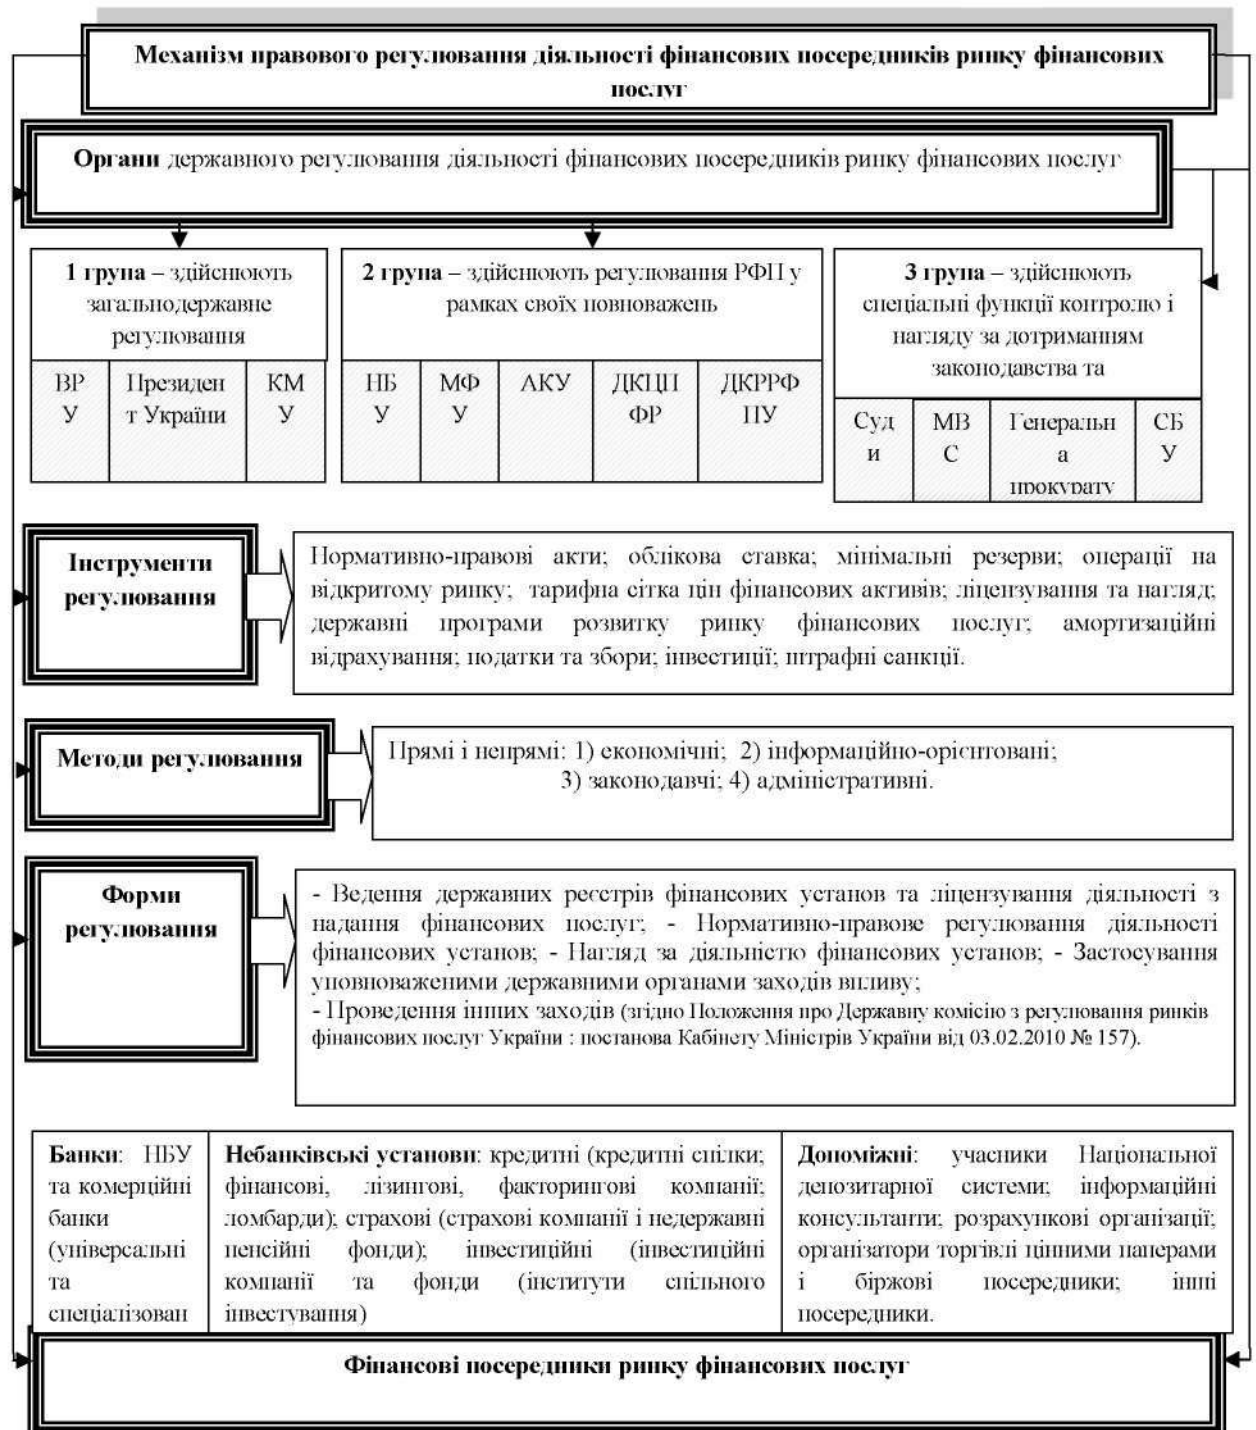 Механізм правового регулювання діяльності фінансових посередників ринку фінансових
послуг
Органи державного регулювання діяльності фінансових посередників ринку фінансових послуг
1 група – здійснюють
загальнодержавне
регулювання
ВР
У
Президен
т України
КМ
У
2 група – здійснюють регулювання РФП у
рамках своїх повноважень
НБ
У
МФ
У
АКУ
ДКЦП
ФР
ДКРРФ
ПУ
3 група – здійснюють
спеціальні функції контролю і
нагляду за дотриманням
законодавства та
Суд
и
МВ
С
Генеральн
а
прокурату
СБ
У
Інструменти
регулювання
Нормативно-правові акти; облікова ставка; мінімальні резерви; операції на
відкритому ринку; тарифна сітка цін фінансових активів; ліцензування та нагляд;
державні програми розвитку ринку фінансових послуг; амортизаційні
відрахування; податки та збори; інвестиції; штрафні санкції.
Методи регулювання
Прямі і непрямі: 1) економічні; 2) інформаційно-орієнтовані;
3) законодавчі; 4) адміністративні.
Форми
регулювання
- Ведення державних реєстрів фінансових установ та ліцензування діяльності з
надання фінансових послуг; - Нормативно-правове регулювання діяльності
фінансових установ; - Нагляд за діяльністю фінансових установ; - Застосування
уповноваженими державними органами заходів впливу;
- Проведення інших заходів (згідно Положення про Державну комісію з регулювання ринків
фінансових послуг України : постанова Кабінету Міністрів України від 03.02.2010 № 157).
Банки: НБУ
та комерційні
банки
(універсальні
та
спеціалізован
Небанківські установи: кредитні (кредитні спілки;
фінансові, лізингові, факторингові компанії;
ломбарди); страхові (страхові компанії і недержавні
пенсійні фонди); інвестиційні (інвестиційні
компанії та фонди (інститути спільного
інвестування)
Допоміжні: учасники Національної
депозитарної системи; інформаційні
консультанти; розрахункові організації;
організатори торгівлі цінними паперами
і біржові посередники; інші
посередники.
Фінансові посередники ринку фінансових послуг